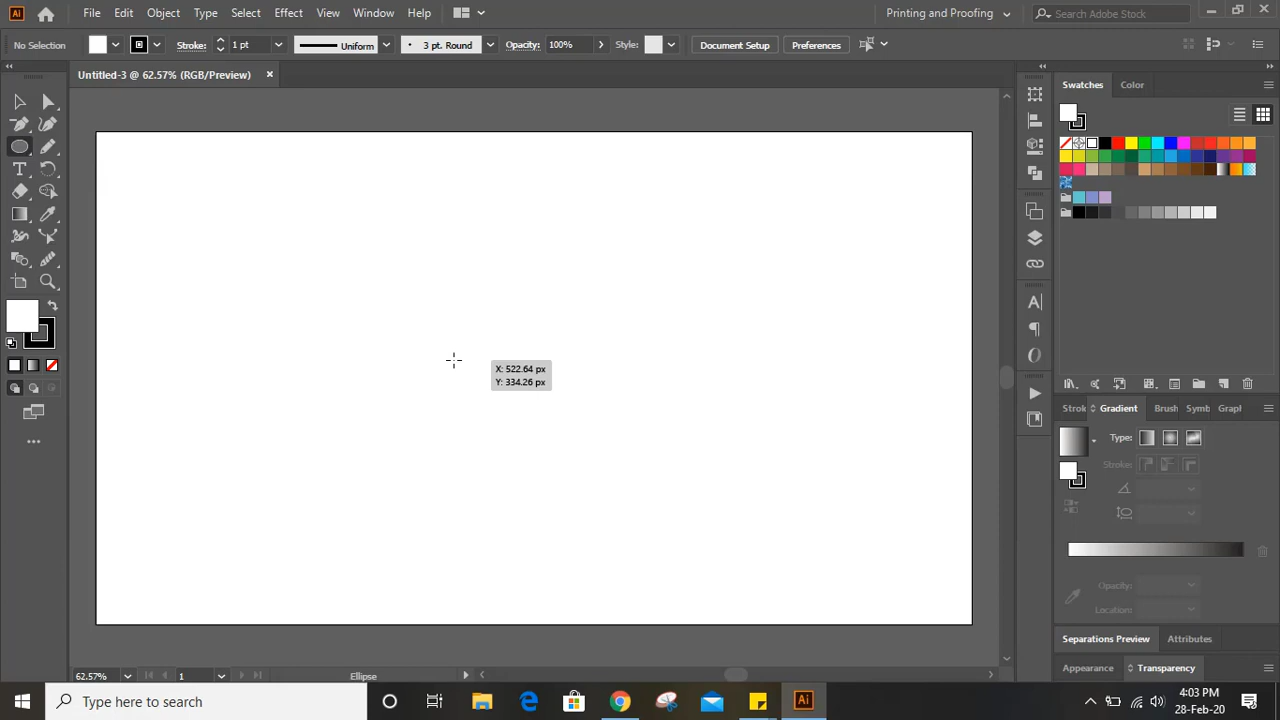 Ai File Edit Object Type Select Effect View Window Help Printing and Proofing Search Adobe Stock
No Selection Stroke: 1 pt Uniform 3 pt. Round Opacity: 100% Style: Document Setup Preferences
Untitled-3 @ 62.57% (RGB/Preview)
Swatches Color
X: 522.64 px
Y: 334.26 px
Strok Gradient Brush Symb Graph
Type:
Stroke:
Opacity:
Location:
Separations Preview Attributes
Appearance Transparency
62.57% 1 Ellipse
Type here to search
Ai
4:03 PM
28-Feb-20